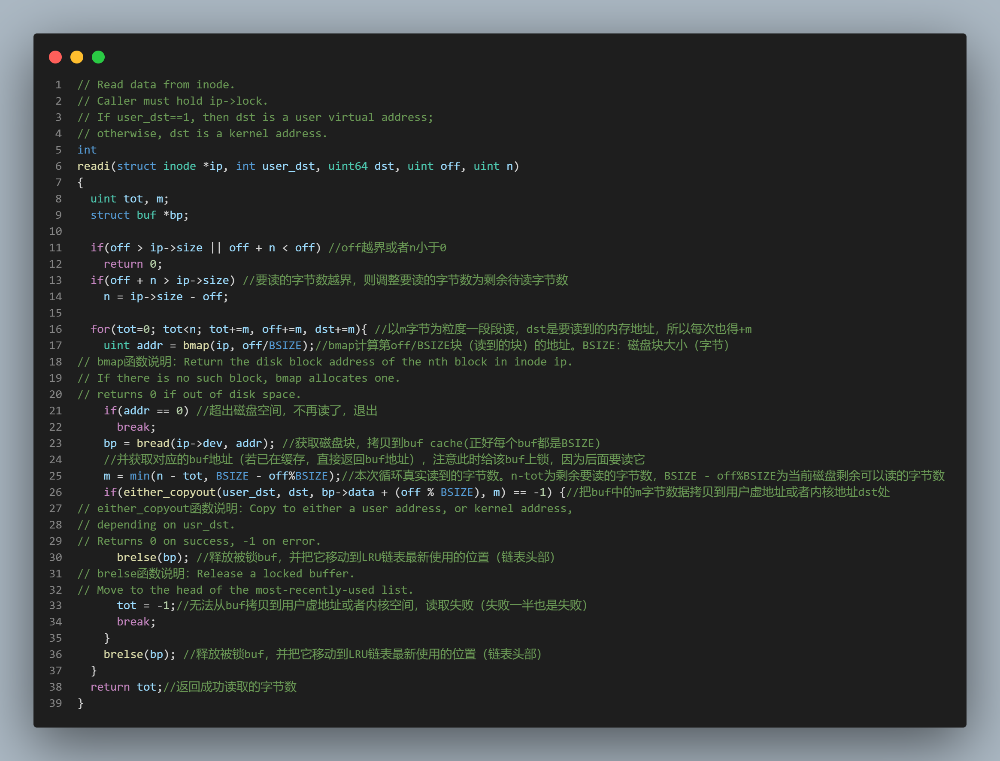 1 // Read data from inode.
2 // Caller must hold ip->lock.
3 // If user_dst==1, then dst is a user virtual address;
4 // otherwise, dst is a kernel address.
5 int
6 readi(struct inode *ip, int user_dst, uint64 dst, uint off, uint n)
7 {
8   uint tot, m;
9   struct buf *bp;
10
11   if(off > ip->size || off + n < off) //off越界或者n小于0
12     return 0;
13   if(off + n > ip->size) //要读的字节数越界，则调整要读的字节数为剩余待读字节数
14     n = ip->size - off;
15
16   for(tot=0; tot<n; tot+=m, off+=m, dst+=m){ //以m字节为粒度一段段读，dst是要读到的内存地址，所以每次也得+m
17     uint addr = bmap(ip, off/BSIZE);//bmap计算第off/BSIZE块（读到的块）的地址。BSIZE：磁盘块大小（字节）
18 // bmap函数说明：Return the disk block address of the nth block in inode ip.
19 // If there is no such block, bmap allocates one.
20 // returns 0 if out of disk space.
21     if(addr == 0) //超出磁盘空间，不再读了，退出
22       break;
23     bp = bread(ip->dev, addr); //获取磁盘块，拷贝到buf cache(正好每个buf都是BSIZE)
24     //并获取对应的buf地址（若已在缓存，直接返回buf地址），注意此时给该buf上锁，因为后面要读它
25     m = min(n - tot, BSIZE - off%BSIZE);//本次循环真实读到的字节数。n-tot为剩余要读的字节数，BSIZE - off%BSIZE为当前磁盘剩余可以读的字节数
26     if(either_copyout(user_dst, dst, bp->data + (off % BSIZE), m) == -1) {//把buf中的m字节数据拷贝到用户虚地址或者内核地址dst处
27 // either_copyout函数说明：Copy to either a user address, or kernel address,
28 // depending on usr_dst.
29 // Returns 0 on success, -1 on error.
30       brelse(bp); //释放被锁buf，并把它移动到LRU链表最新使用的位置（链表头部）
31 // brelse函数说明：Release a locked buffer.
32 // Move to the head of the most-recently-used list.
33       tot = -1;//无法从buf拷贝到用户虚地址或者内核空间，读取失败（失败一半也是失败）
34       break;
35     }
36     brelse(bp); //释放被锁buf，并把它移动到LRU链表最新使用的位置（链表头部）
37   }
38   return tot;//返回成功读取的字节数
39 }